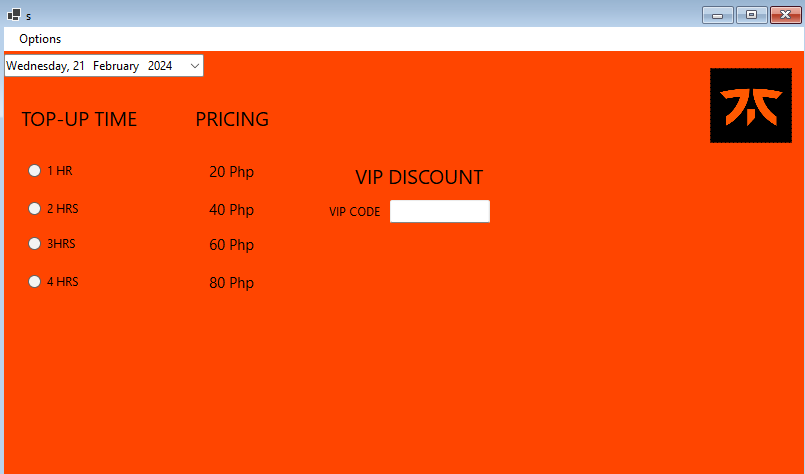 s
Options
Wednesday, 21 February 2024
TOP-UP TIME PRICING
1 HR 20 Php
VIP DISCOUNT
2 HRS 40 Php
VIP CODE
3HRS 60 Php
4 HRS 80 Php